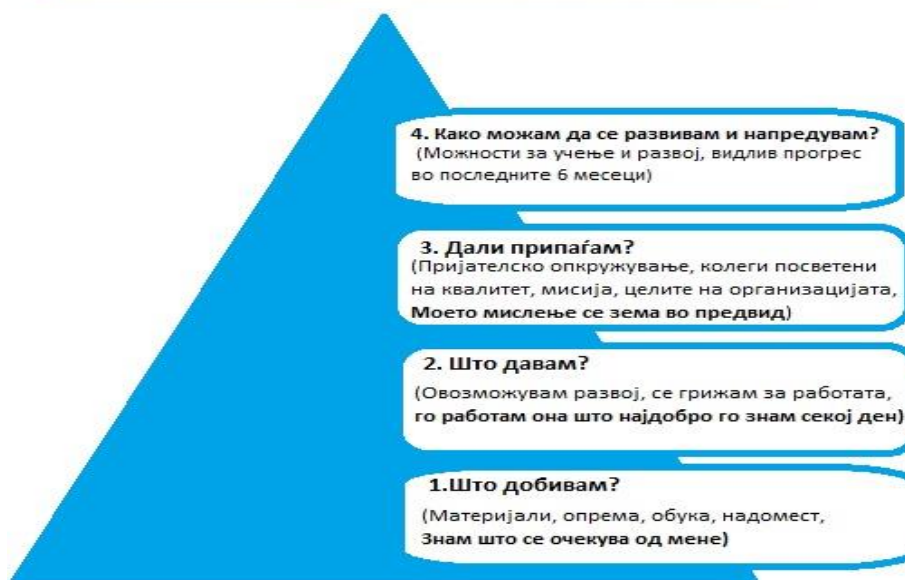 4. Како можам да се развивам и напредувам?
(Можности за учење и развој, видлив прогрес
во последните 6 месеци)
3. Дали припаѓам?
(Пријателско опкружување, колеги посветени
на квалитет, мисија, целите на организацијата,
Моето мислење се зема во предвид)
2. Што давам?
(Овозможувам развој, се грижам за работата,
го работам она што најдобро го знам секој ден)
1.Што добивам?
(Материјали, опрема, обука, надомест,
Знам што се очекува од мене)